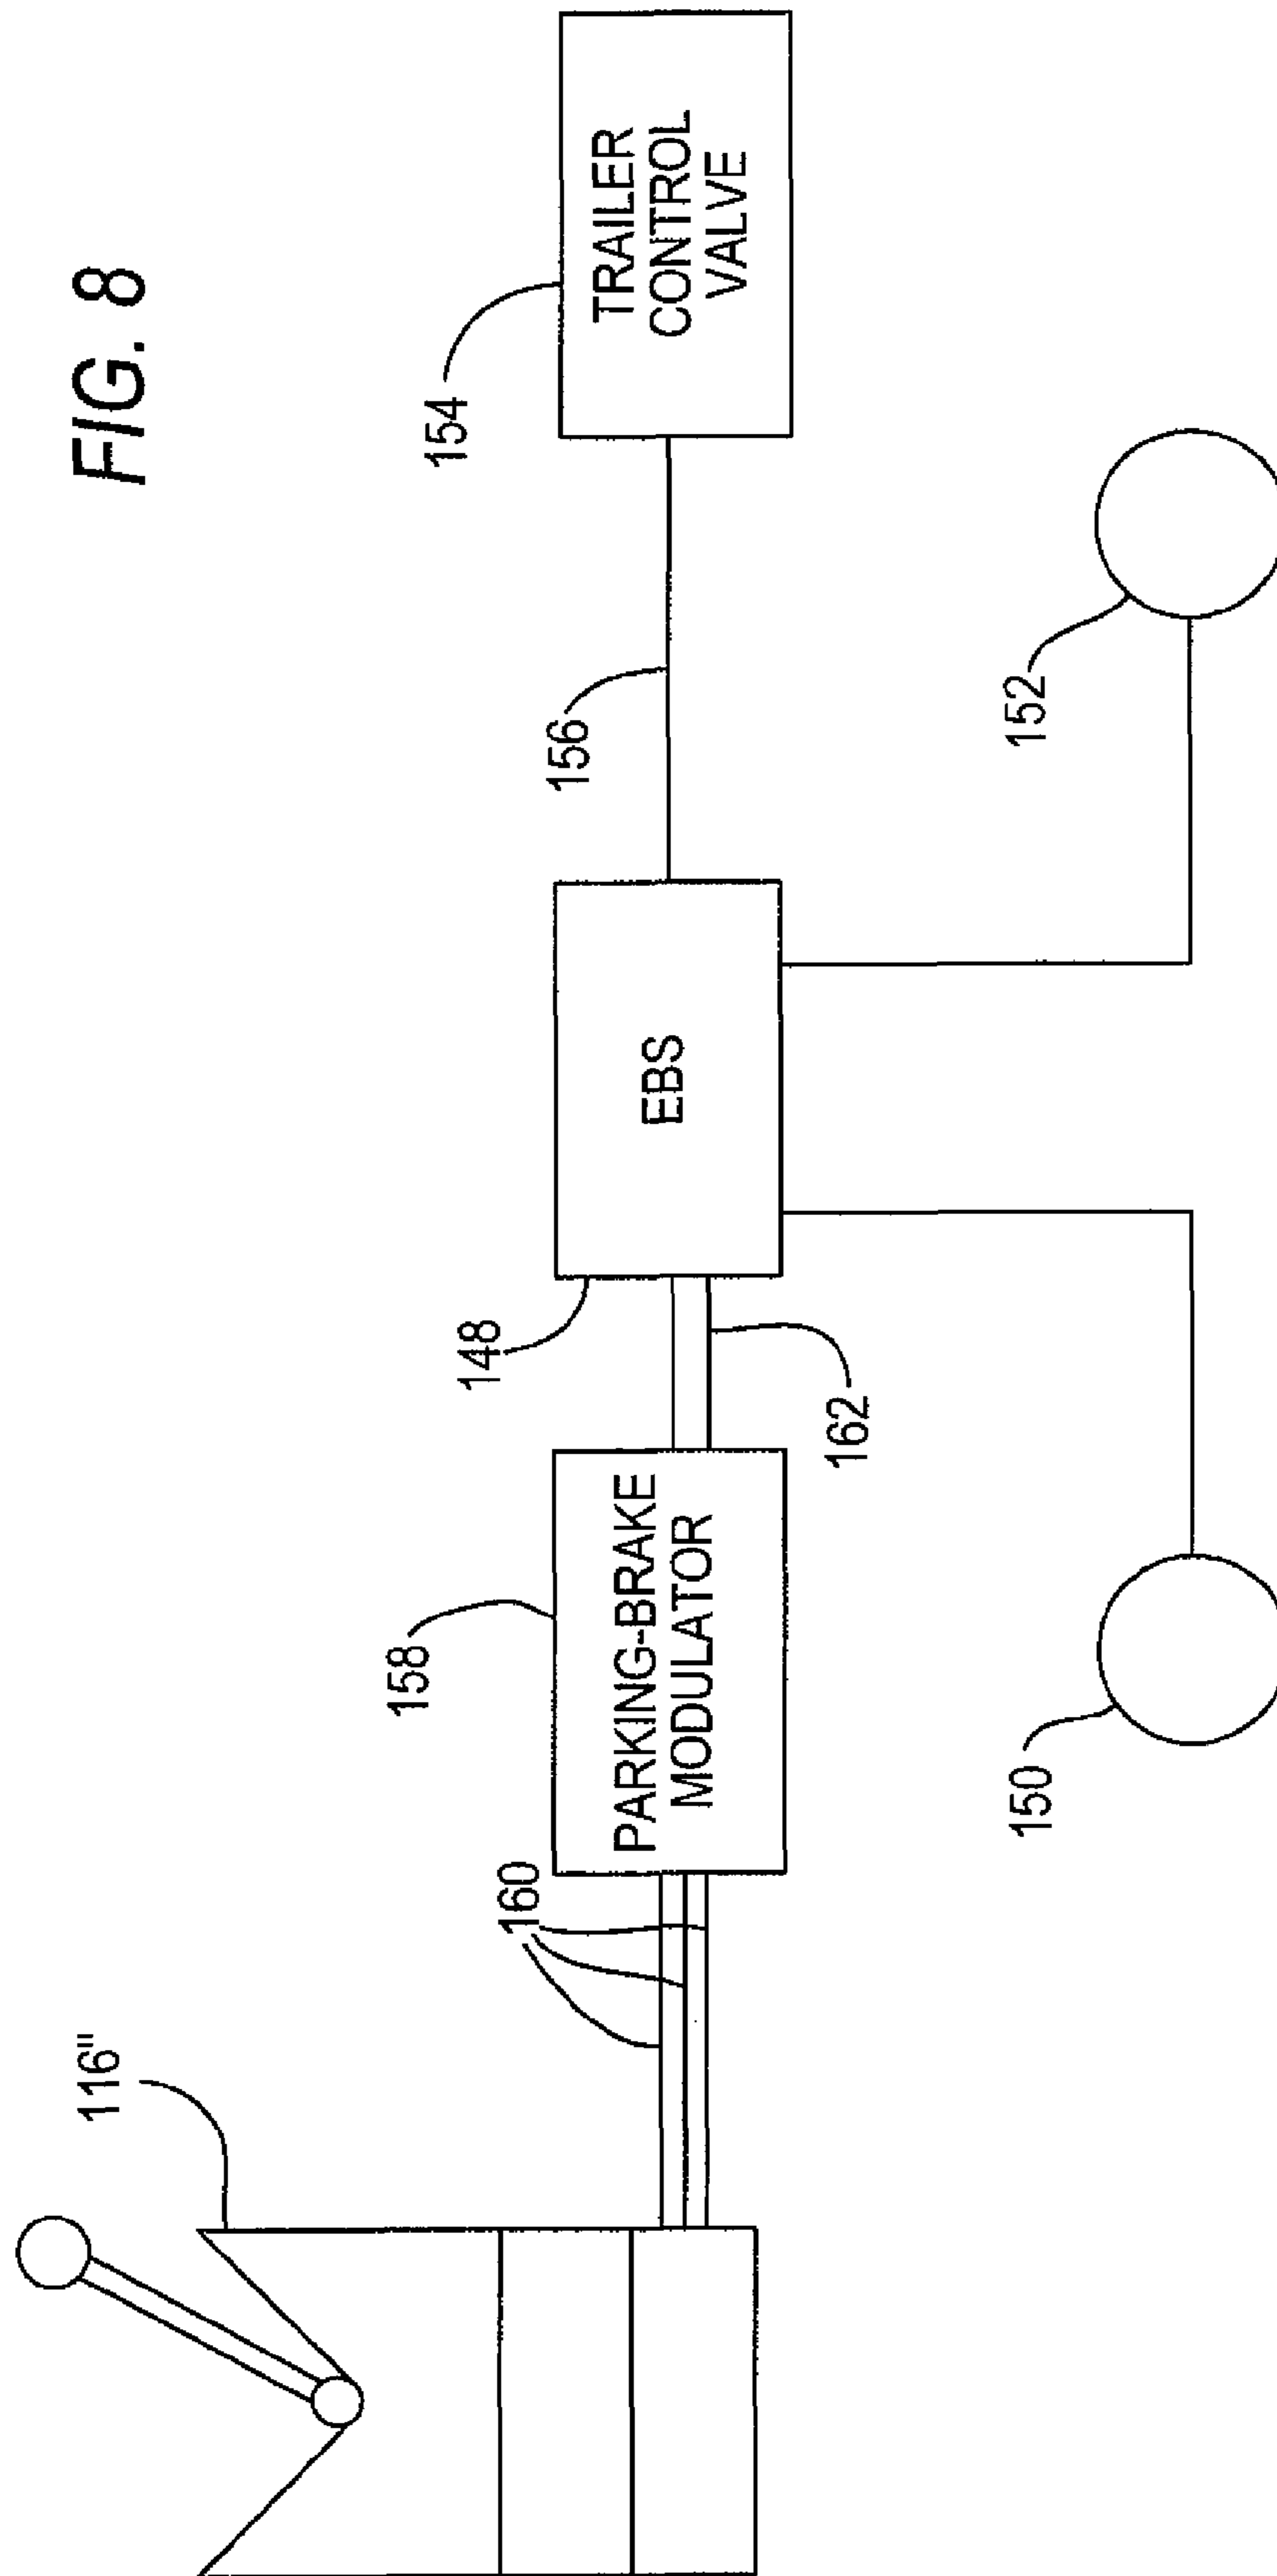 FIG. 8
116"
160
158
PARKING-BRAKE
MODULATOR
162
148
EBS
156
154
TRAILER
CONTROL
VALVE
150
152